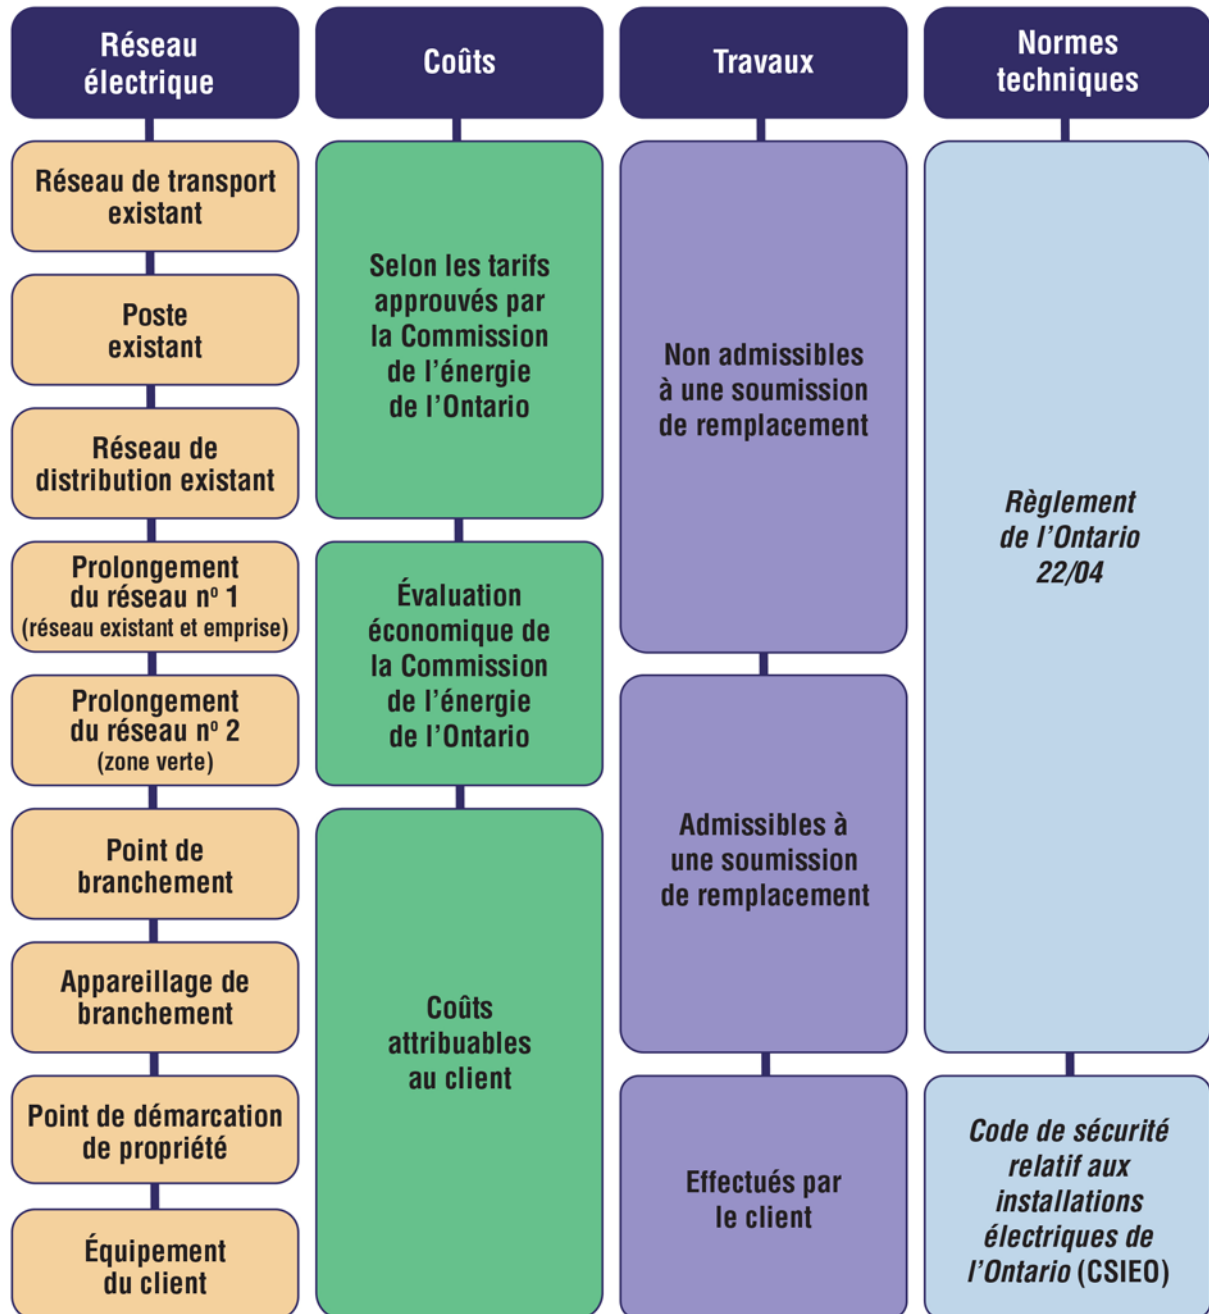 Réseau
électrique
Coûts
Travaux
Normes
techniques
Réseau de transport
existant
Poste
existant
Réseau de
distribution existant
Prolongement
du réseau nº 1
(réseau existant et emprise)
Prolongement
du réseau nº 2
(zone verte)
Point de
branchement
Appareillage de
branchement
Point de démarcation
de propriété
Équipement
du client
Selon les tarifs
approuvés par
la Commission
de l’énergie
de l’Ontario
Évaluation
économique de
la Commission
de l’énergie
de l’Ontario
Coûts
attribuables
au client
Non admissibles
à une soumission
de remplacement
Admissibles à
une soumission
de remplacement
Effectués par
le client
Règlement
de l’Ontario
22/04
Code de sécurité
relatif aux
installations
électriques de
l’Ontario (CSIEO)